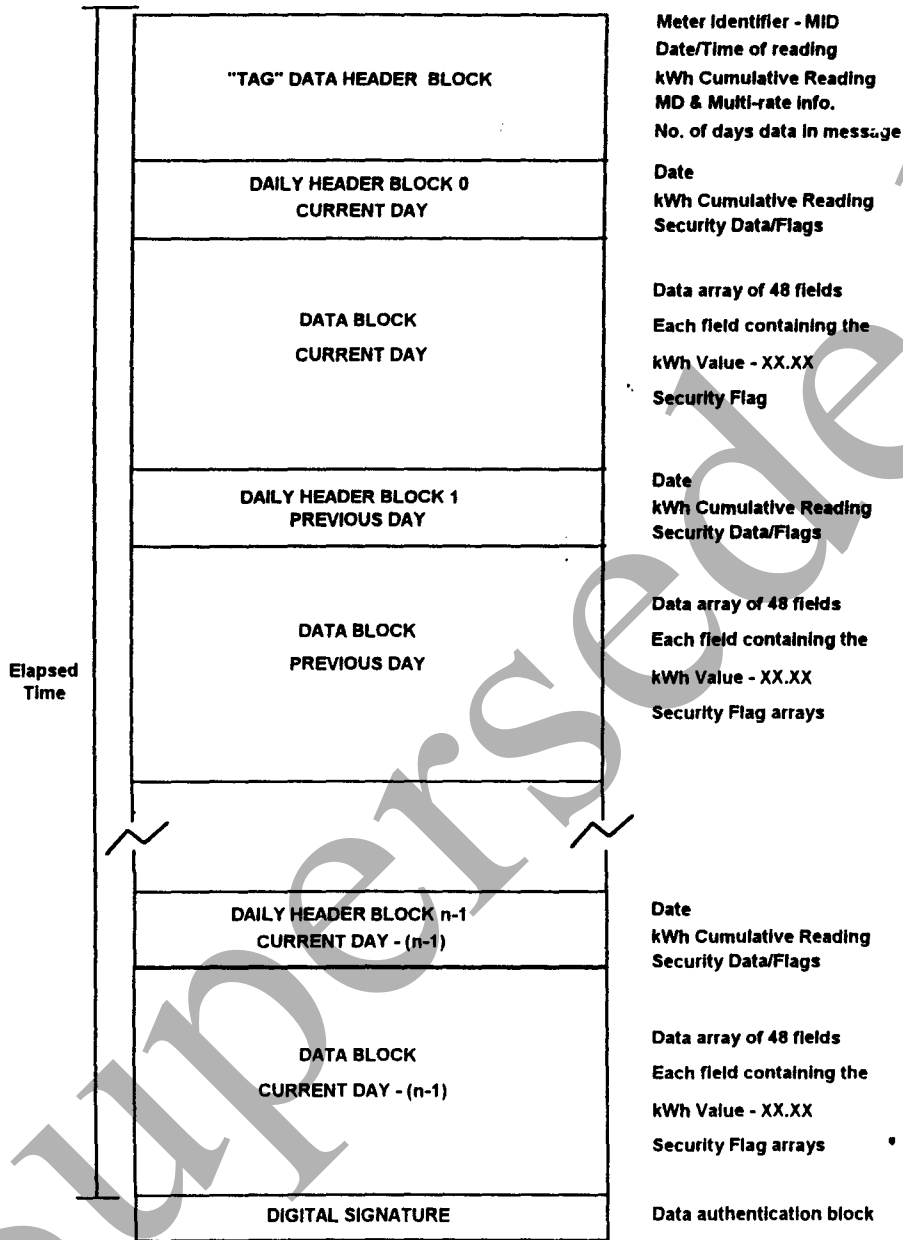 Meter Identifier - MID
Date/Time of reading
"TAG" DATA HEADER BLOCK
kWh Cumulative Reading
MD & Multi-rate info.
No. of days data in message
DAILY HEADER BLOCK 0
CURRENT DAY
Date
kWh Cumulative Reading
Security Data/Flags
DATA BLOCK
CURRENT DAY
Data array of 48 fields
Each field containing the
kWh Value - XX.XX
Security Flag
DAILY HEADER BLOCK 1
PREVIOUS DAY
Date
kWh Cumulative Reading
Security Data/Flags
DATA BLOCK
PREVIOUS DAY
Data array of 48 fields
Each field containing the
kWh Value - XX.XX
Security Flag arrays
Elapsed
Time
DAILY HEADER BLOCK n-1
CURRENT DAY - (n-1)
Date
kWh Cumulative Reading
Security Data/Flags
DATA BLOCK
CURRENT DAY - (n-1)
Data array of 48 fields
Each field containing the
kWh Value - XX.XX
Security Flag arrays
DIGITAL SIGNATURE
Data authentication block